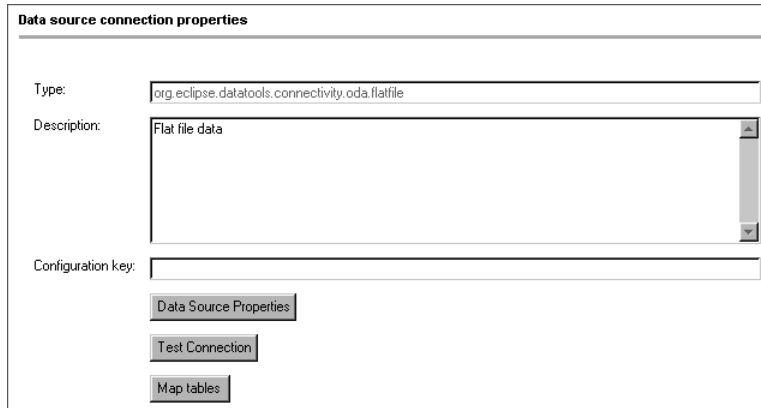 Data source connection properties
Type: org.eclipse.datatools.connectivity.oda.flatfile
Description: Flat file data
Configuration key:
Data Source Properties
Test Connection
Map tables